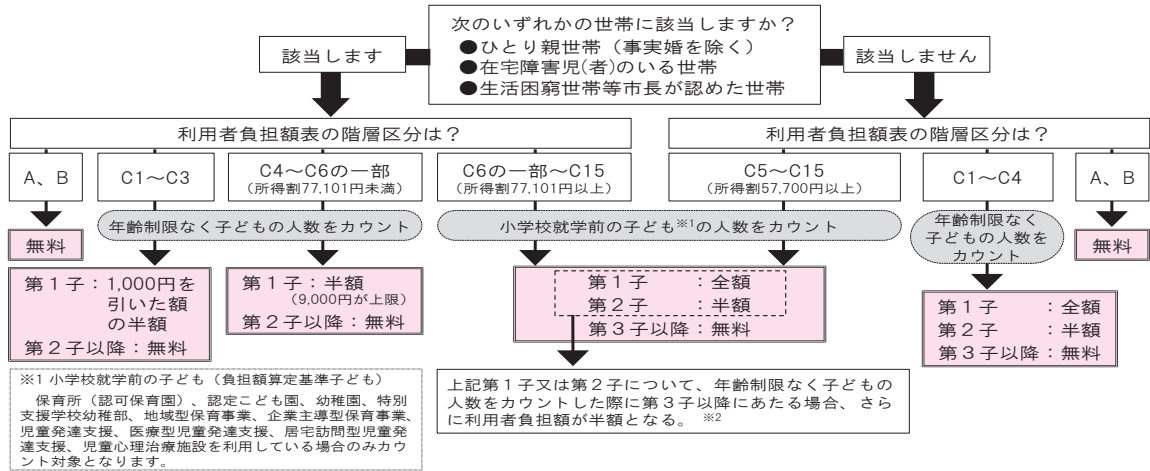 次のいずれかの世帯に該当しますか？
●ひとり親世帯（事実婚を除く）
●在宅障害児(者)のいる世帯
●生活困窮世帯等市長が認めた世帯
該当します
該当しません
利用者負担額表の階層区分は？
利用者負担額表の階層区分は？
A、B
C1～C3
C4～C6の一部
（所得割77,101円未満）
C6の一部～C15
（所得割77,101円以上）
C5～C15
（所得割57,700円以上）
C1～C4
A、B
年齢制限なく子どもの人数をカウント
小学校就学前の子ども※1の人数をカウント
年齢制限なく
子どもの人数を
カウント
無料
無料
第１子：1,000円を
引いた額
の半額
第２子以降：無料
第１子：半額
（9,000円が上限）
第２子以降：無料
第１子　　：全額
第２子　　：半額
第３子以降：無料
第１子　　：全額
第２子　　：半額
第３子以降：無料
※1 小学校就学前の子ども（負担額算定基準子ども）
保育所（認可保育園）、認定こども園、幼稚園、特別
支援学校幼稚部、地域型保育事業、企業主導型保育事業、
児童発達支援、医療型児童発達支援、居宅訪問型児童発
達支援、児童心理治療施設を利用している場合のみカウ
ント対象となります。
上記第１子又は第２子について、年齢制限なく子どもの
人数をカウントした際に第３子以降にあたる場合、さら
に利用者負担額が半額となる。 ※2